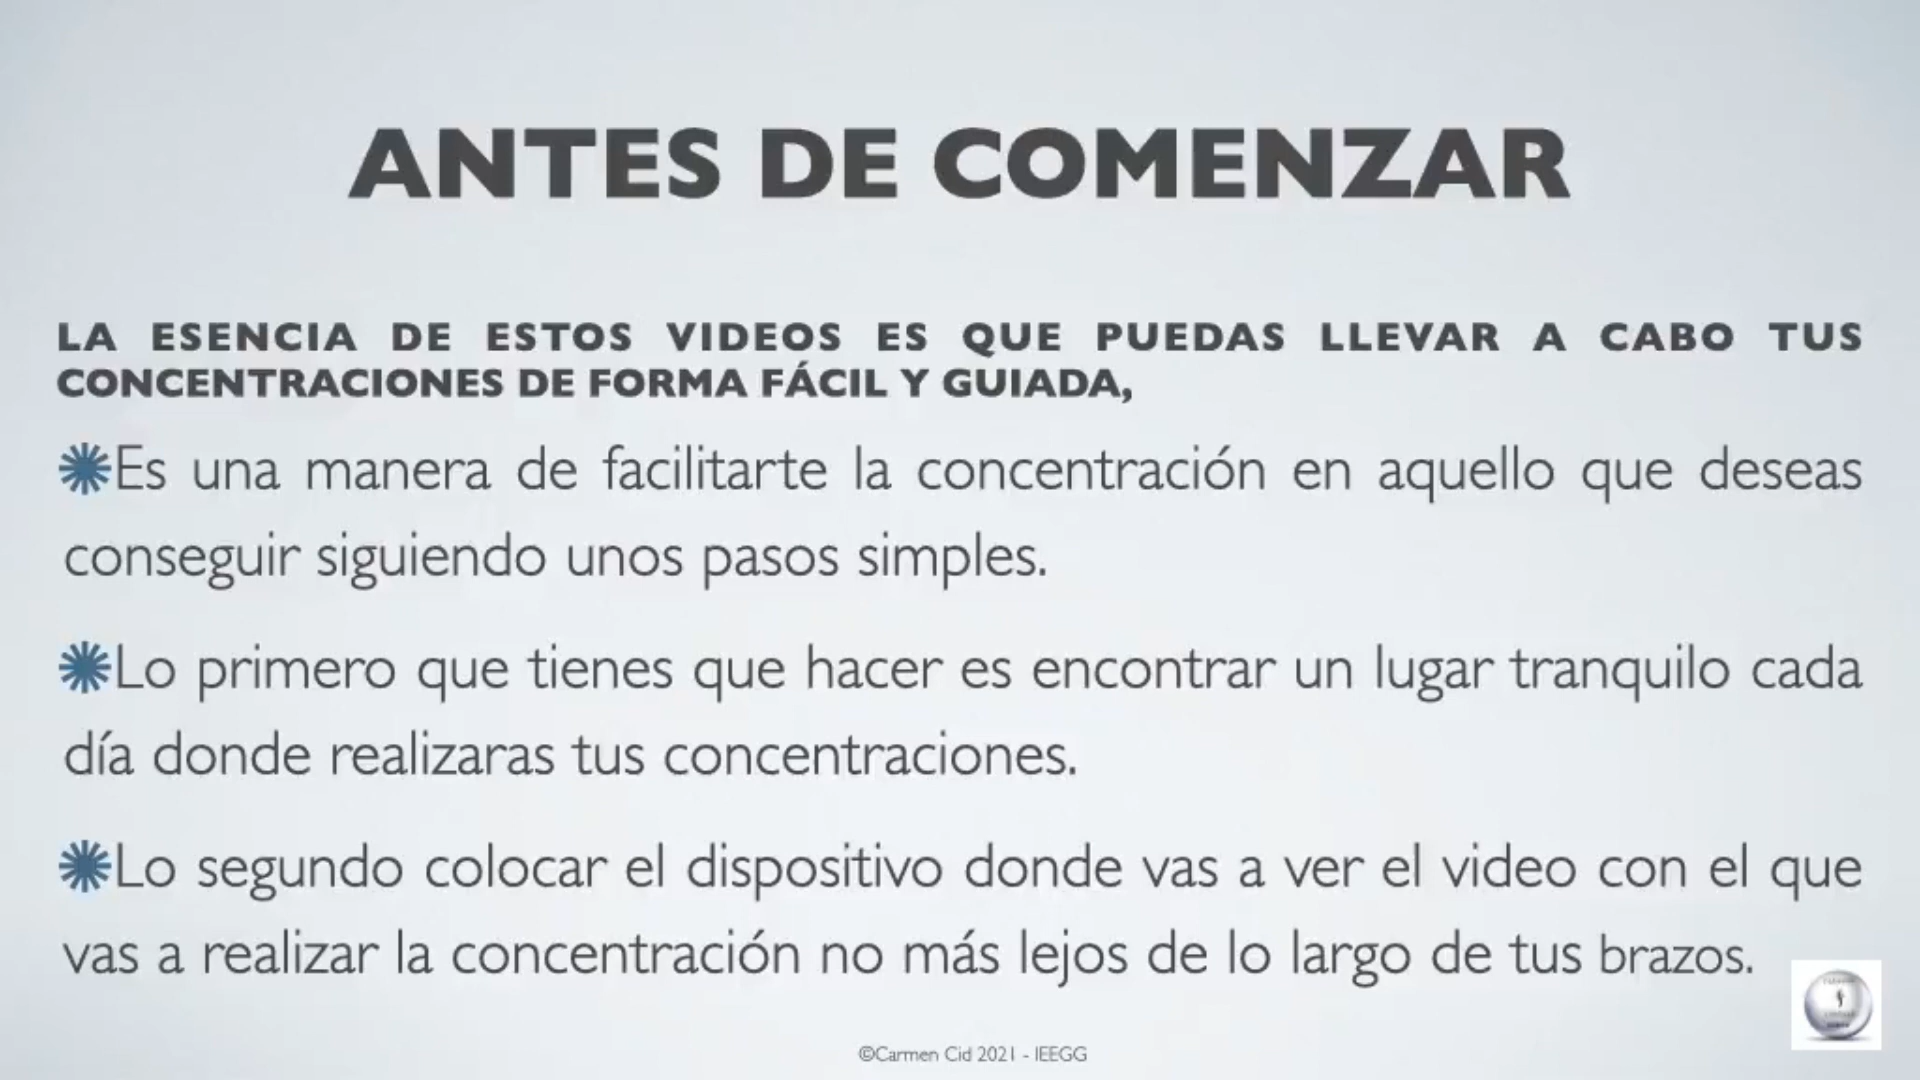 ANTES DE COMENZAR
LA ESENCIA DE ESTOS VIDEOS ES QUE PUEDAS LLEVAR A CABO TUS
CONCENTRACIONES DE FORMA FÁCIL Y GUIADA,
Es una manera de facilitarte la concentración en aquello que deseas
conseguir siguiendo unos pasos simples.
Lo primero que tienes que hacer es encontrar un lugar tranquilo cada
día donde realizaras tus concentraciones.
Lo segundo colocar el dispositivo donde vas a ver el video con el que
vas a realizar la concentración no más lejos de lo largo de tus brazos.
©Carmen Cid 2021 - IEEGG